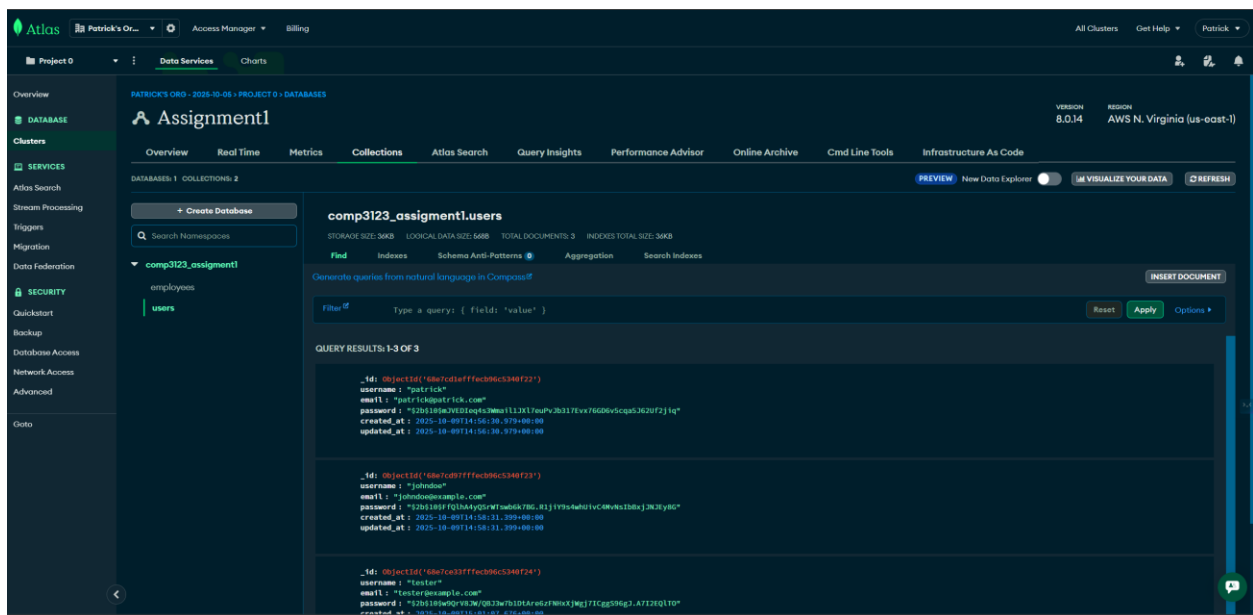 Atlas Patrick's Or... Access Manager Billing All Clusters Get Help Patrick
Project 0 Data Services Charts
Overview
DATABASE
Clusters
SERVICES
Atlas Search
Stream Processing
Triggers
Migration
Data Federation
SECURITY
Quickstart
Backup
Database Access
Network Access
Advanced
Goto
PATRICK'S ORG - 2025-10-05 > PROJECT 0 > DATABASES
Assignment1
VERSION
8.0.14
REGION
AWS N. Virginia (us-east-1)
Overview Real Time Metrics Collections Atlas Search Query Insights Performance Advisor Online Archive Cmd Line Tools Infrastructure As Code
DATABASES: 1 COLLECTIONS: 2
PREVIEW New Data Explorer VISUALIZE YOUR DATA REFRESH
+ Create Database
Search Namespaces
comp3123_assigment1
employees
users
comp3123_assigment1.users
STORAGE SIZE: 36KB LOGICAL DATA SIZE: 568B TOTAL DOCUMENTS: 3 INDEXES TOTAL SIZE: 36KB
Find Indexes Schema Anti-Patterns 0 Aggregation Search Indexes
Generate queries from natural language in Compass
INSERT DOCUMENT
Filter Type a query: { field: 'value' } Reset Apply Options
QUERY RESULTS: 1-3 OF 3
_id: ObjectId('68e7cd1efffecb96c5340f22')
username : "patrick"
email : "patrick@patrick.com"
password :
created_at : 2025-10-09T14:56:30.979+00:00
updated_at : 2025-10-09T14:56:30.979+00:00
_id: ObjectId('68e7cd97fffecb96c5340f23')
username : "johndoe"
email : "johndoe@example.com"
password :
created_at : 2025-10-09T14:58:31.399+00:00
updated_at : 2025-10-09T14:58:31.399+00:00
_id: ObjectId('68e7ce33fffecb96c5340f24')
username : "tester"
email : "tester@example.com"
password :